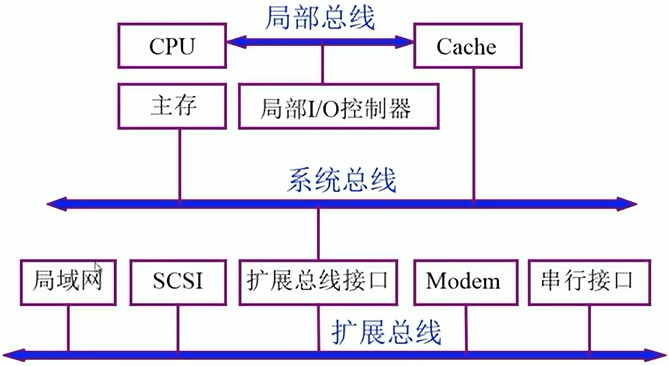 局部总线
CPU
Cache
主存
局部I/O控制器
系统总线
局域网
SCSI
扩展总线接口
Modem
串行接口
扩展总线